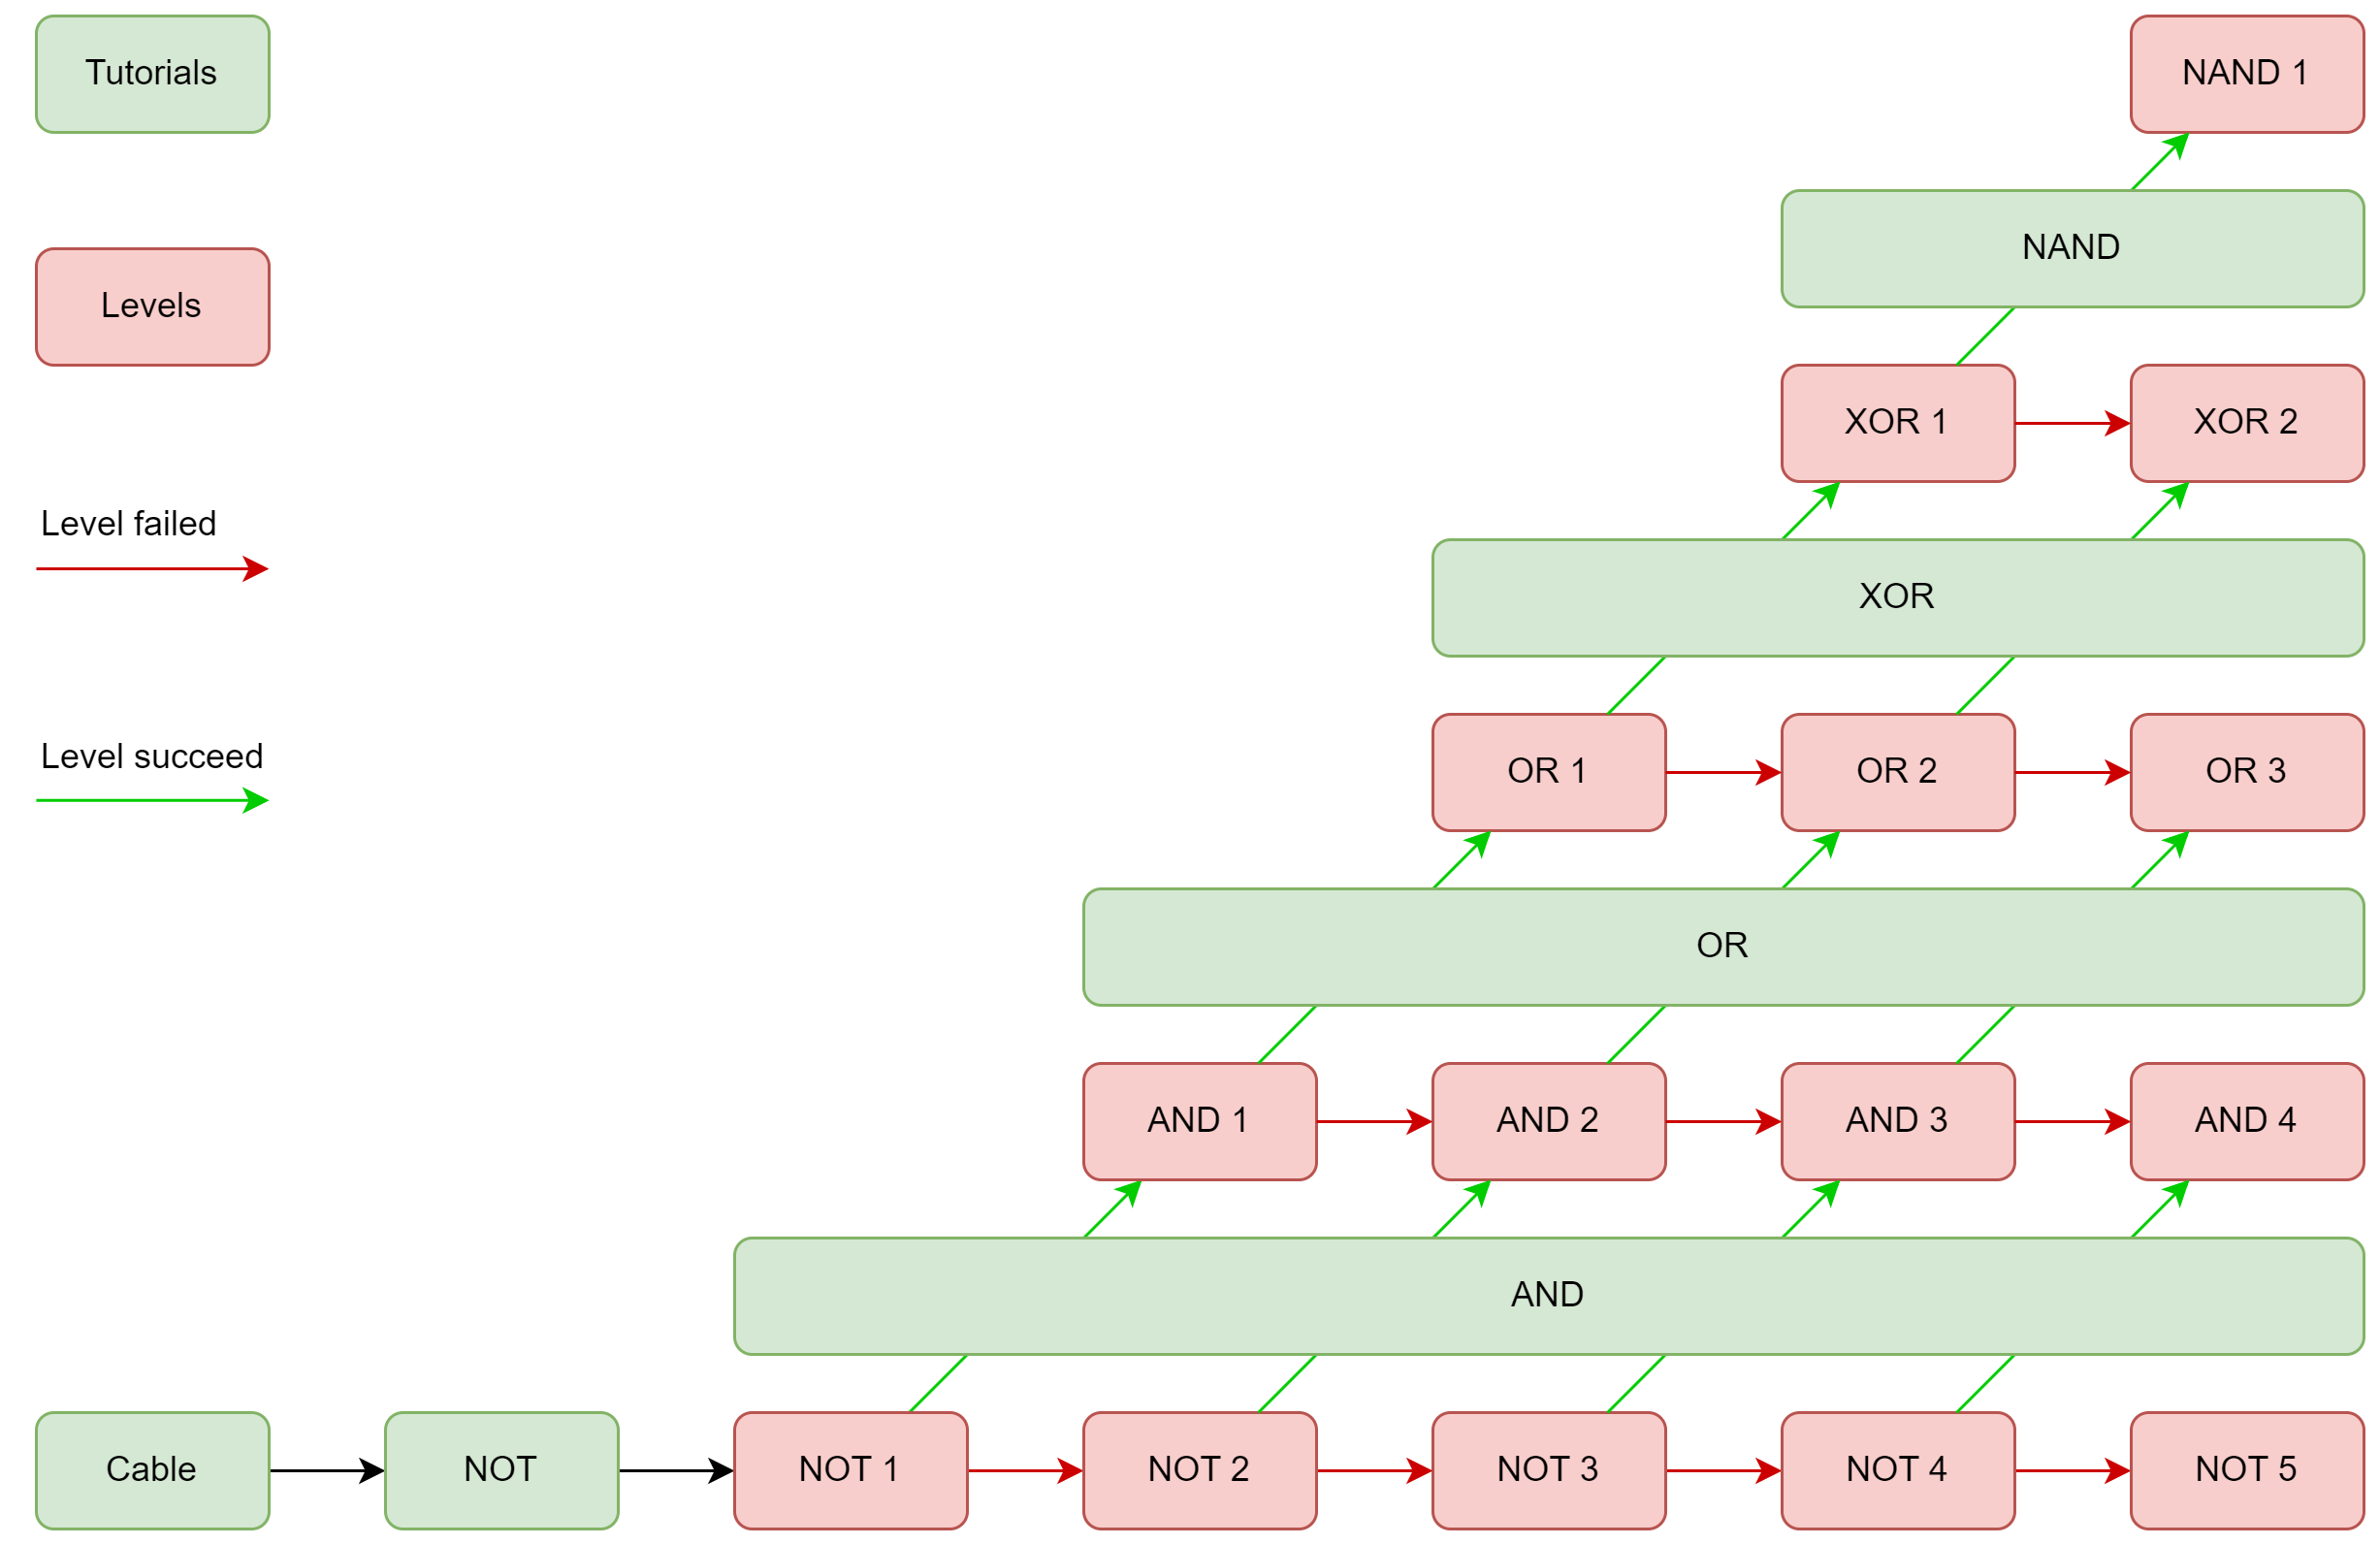 Tutorials
NAND 1
NAND
Levels
XOR 1
XOR 2
Level failed
XOR
Level succeed
OR 1
OR 2
OR 3
OR
AND 1
AND 2
AND 3
AND 4
AND
Cable
NOT
NOT 1
NOT 2
NOT 3
NOT 4
NOT 5